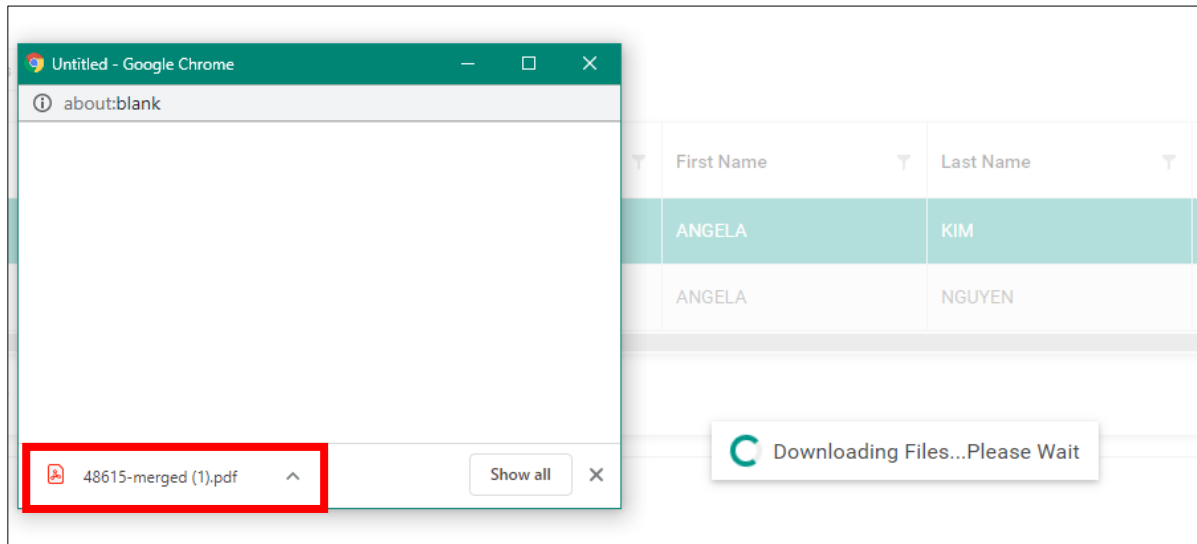 Untitled - Google Chrome
about:blank
First Name
Last Name
ANGELA
KIM
ANGELA
NGUYEN
Downloading Files...Please Wait
48615-merged (1).pdf
Show all